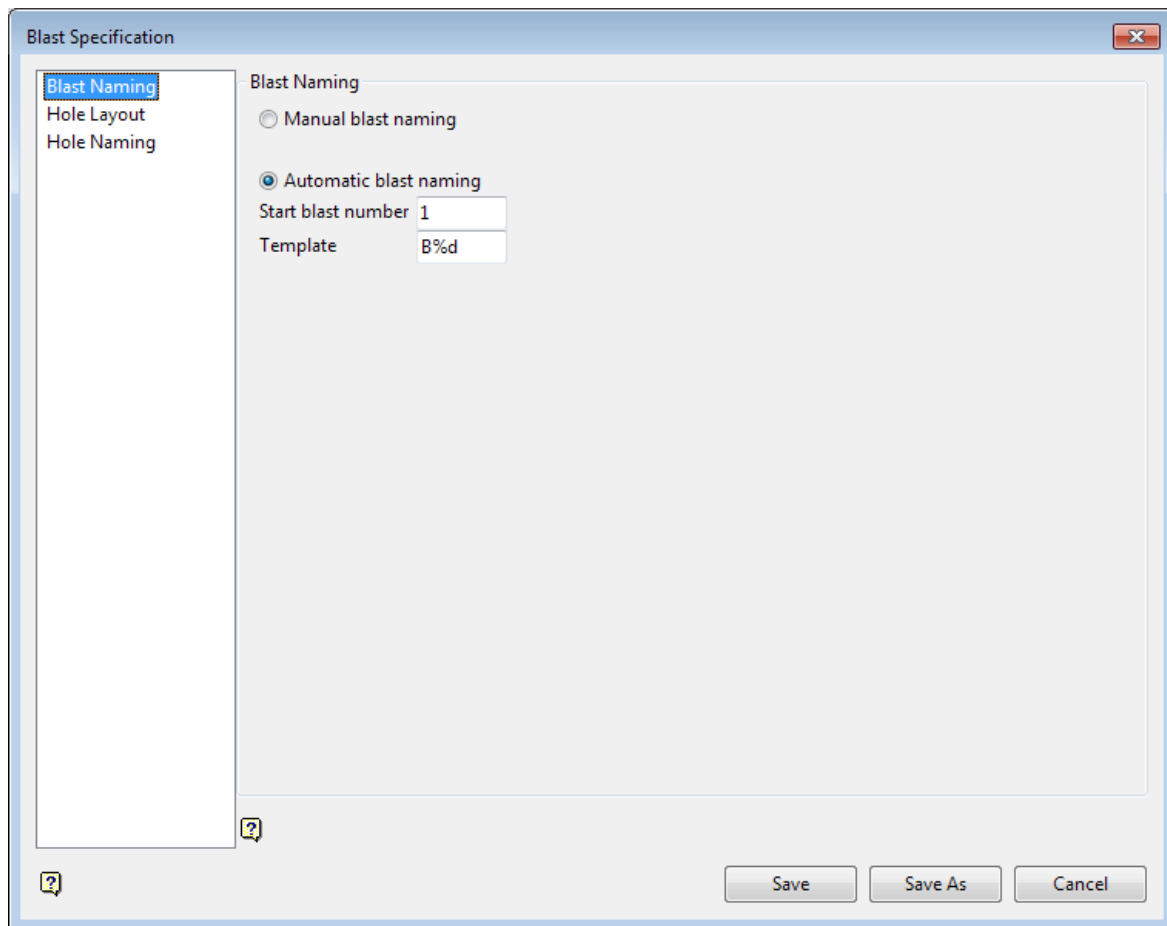 Blast Specification
Blast Naming
Hole Layout
Hole Naming
Blast Naming
Manual blast naming
Automatic blast naming
Start blast number 1
Template B%d
Save Save As Cancel